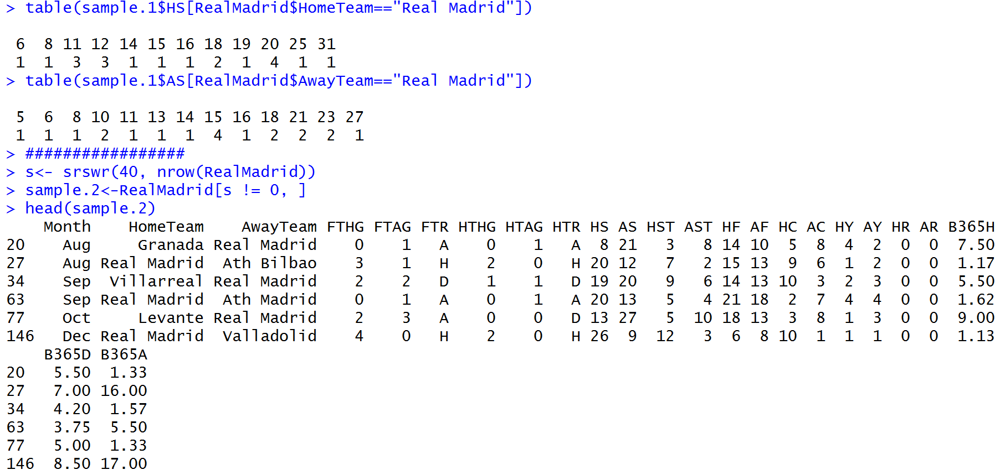 > table(sample.1$HS[RealMadrid$HomeTeam=="Real Madrid"])

 6  8 11 12 14 15 16 18 19 20 25 31
 1  1  3  3  1  1  1  2  1  4  1  1
> table(sample.1$AS[RealMadrid$AwayTeam=="Real Madrid"])

 5  6  8 10 11 13 14 15 16 18 21 23 27
 1  1  1  2  1  1  1  4  1  2  2  2  1
> #################
> s<- srswr(40, nrow(RealMadrid))
> sample.2<-RealMadrid[s != 0, ]
> head(sample.2)
    Month    HomeTeam    AwayTeam FTHG FTAG FTR HTHG HTAG HTR HS AS HST AST HF AF HC AC HY AY HR AR B365H
20    Aug     Granada Real Madrid    0    1   A    0    1   A  8 21   3   8 14 10  5  8  4  2  0  0  7.50
27    Aug Real Madrid  Ath Bilbao    3    1   H    2    0   H 20 12   7   2 15 13  9  6  1  2  0  0  1.17
34    Sep  Villarreal Real Madrid    2    2   D    1    1   D 19 20   9   6 14 13 10  3  2  3  0  0  5.50
63    Sep Real Madrid  Ath Madrid    0    1   A    0    1   A 20 13   5   4 21 18  2  7  4  4  0  0  1.62
77    Oct     Levante Real Madrid    2    3   A    0    0   D 13 27   5  10 18 13  3  8  1  3  0  0  9.00
146   Dec Real Madrid  Valladolid    4    0   H    2    0   H 26  9  12   3  6  8 10  1  1  1  0  0  1.13
    B365D B365A
20   5.50  1.33
27   7.00 16.00
34   4.20  1.57
63   3.75  5.50
77   5.00  1.33
146  8.50 17.00